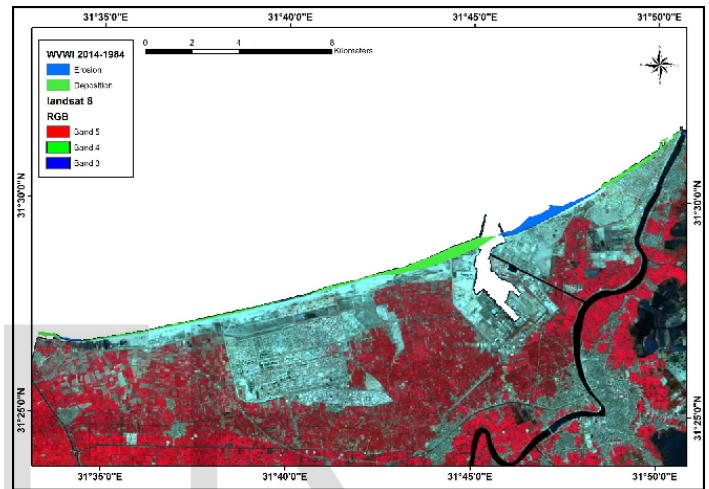 31°35'0"E 31°40'0"E 31°45'0"E 31°50'0"E
WVWI 2014-1984
Erosion
Deposition
landsat 8
RGB
Band 5
Band 4
Band 3
0 2 4 8
Kilometers
31°30'0"N 31°30'0"N
31°25'0"N 31°25'0"N
31°35'0"E 31°40'0"E 31°45'0"E 31°50'0"E